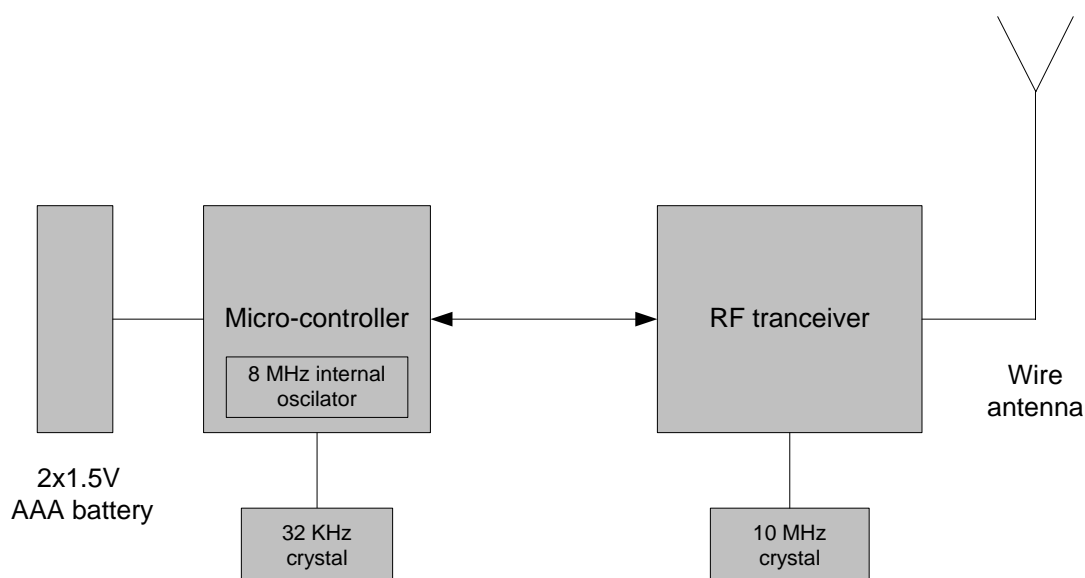 Micro-controller
8 MHz internal
oscilator
RF tranceiver
Wire
antenna
2x1.5V
AAA battery
32 KHz
crystal
10 MHz
crystal